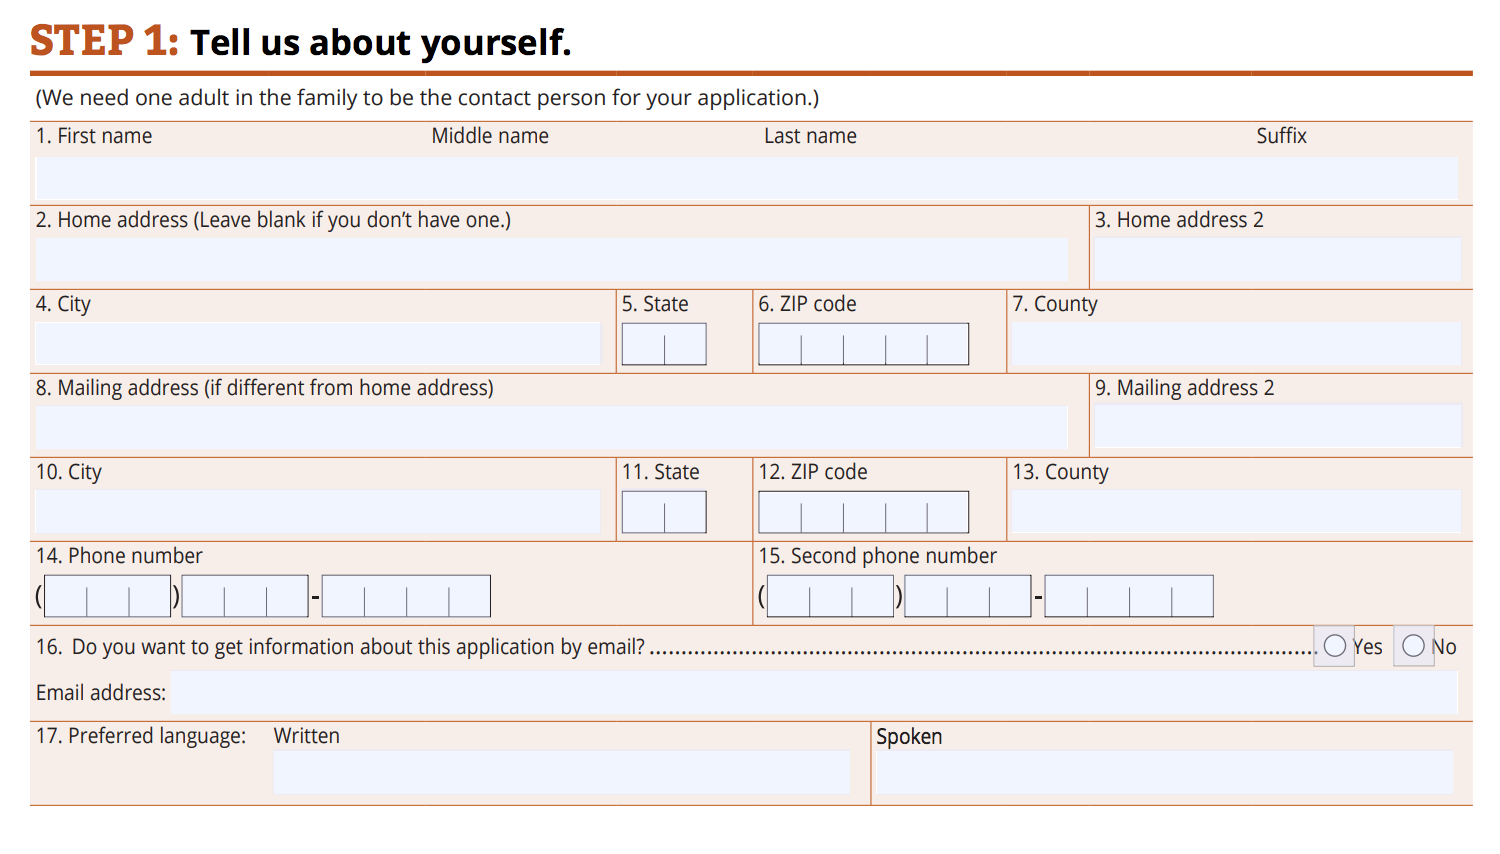 STEP 1: Tell us about yourself.
(We need one adult in the family to be the contact person for your application.)
1. First name Middle name Last name Suffix
2. Home address (Leave blank if you don’t have one.) 3. Home address 2
4. City 5. State 6. ZIP code 7. County
8. Mailing address (if different from home address) 9. Mailing address 2
10. City 11. State 12. ZIP code 13. County
14. Phone number 15. Second phone number
( ) - ( ) -
16. Do you want to get information about this application by email? Yes No
Email address:
17. Preferred language: Written Spoken